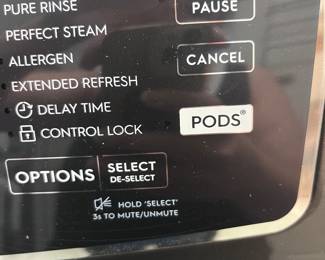 PURE RINSE
PAUSE
PERFECT STEAM
ALLERGEN
CANCEL
EXTENDED REFRESH
DELAY TIME
PODS®
CONTROL LOCK
OPTIONS
SELECT
DE-SELECT
HOLD 'SELECT'
3s TO MUTE/UNMUTE